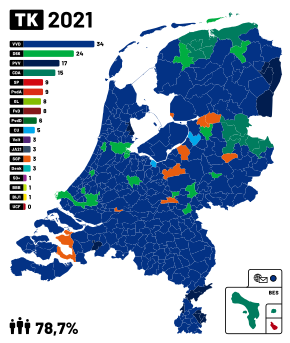 TK 2021
VVD 34
D66 24
PVV 17
CDA 15
SP 9
PvdA 9
GL 8
FvD 8
PvdD 6
CU 5
Volt 3
JA21 3
SGP 3
Denk 3
50+ 1
BBB 1
BIJ1 1
BES
78,7%